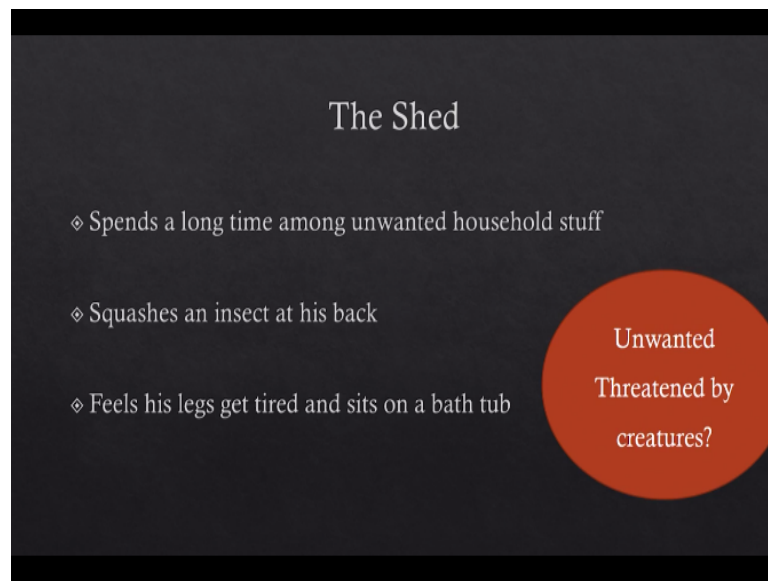 The Shed
Spends a long time among unwanted household stuff
Squashes an insect at his back
Feels his legs get tired and sits on a bath tub
Unwanted
Threatened by
creatures?